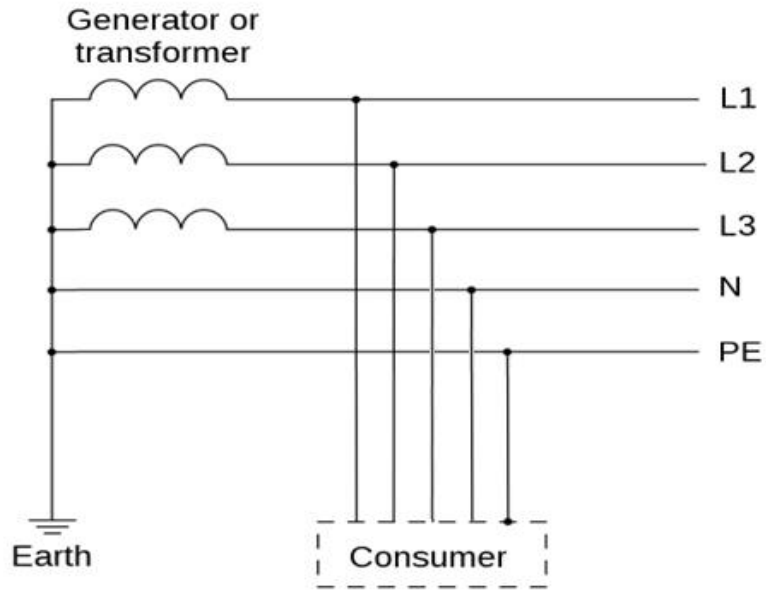 Generator or
transformer
L1
L2
L3
N
PE
Earth
Consumer